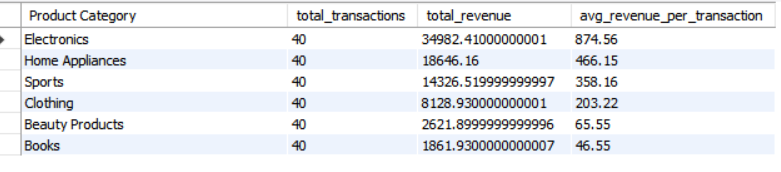 Product Category total_transactions total_revenue avg_revenue_per_transaction
Electronics 40 34982.41000000001 874.56
Home Appliances 40 18646.16 466.15
Sports 40 14326.519999999997 358.16
Clothing 40 8128.930000000001 203.22
Beauty Products 40 2621.8999999999996 65.55
Books 40 1861.9300000000007 46.55